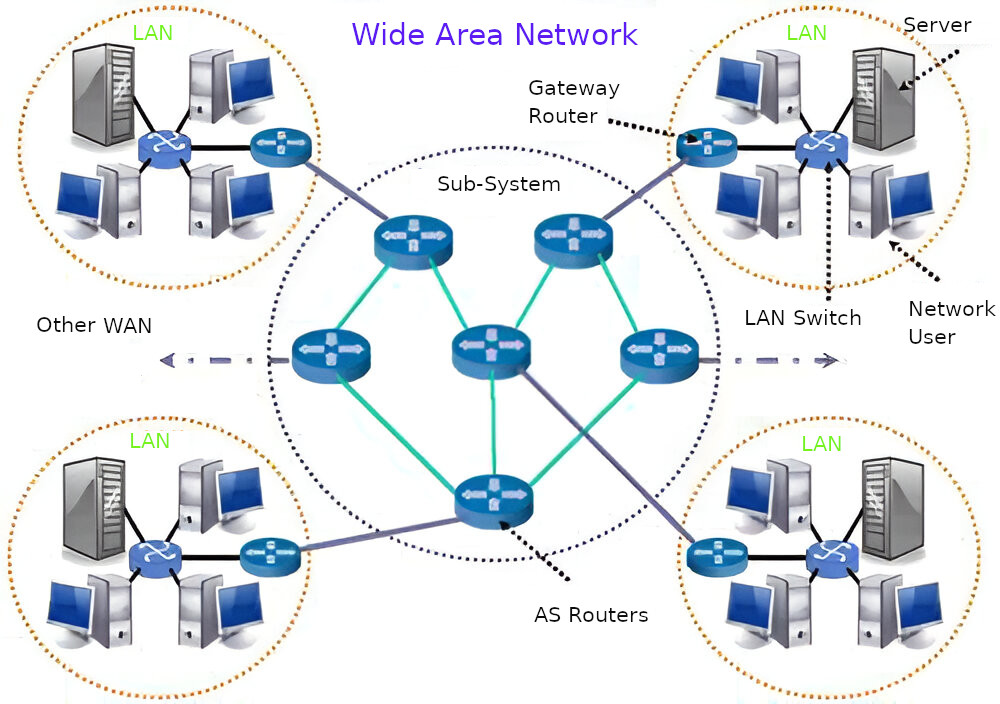 LAN
Wide Area Network
LAN
Server
Gateway
Router
Sub-System
Other WAN
LAN Switch
Network
User
LAN
LAN
AS Routers